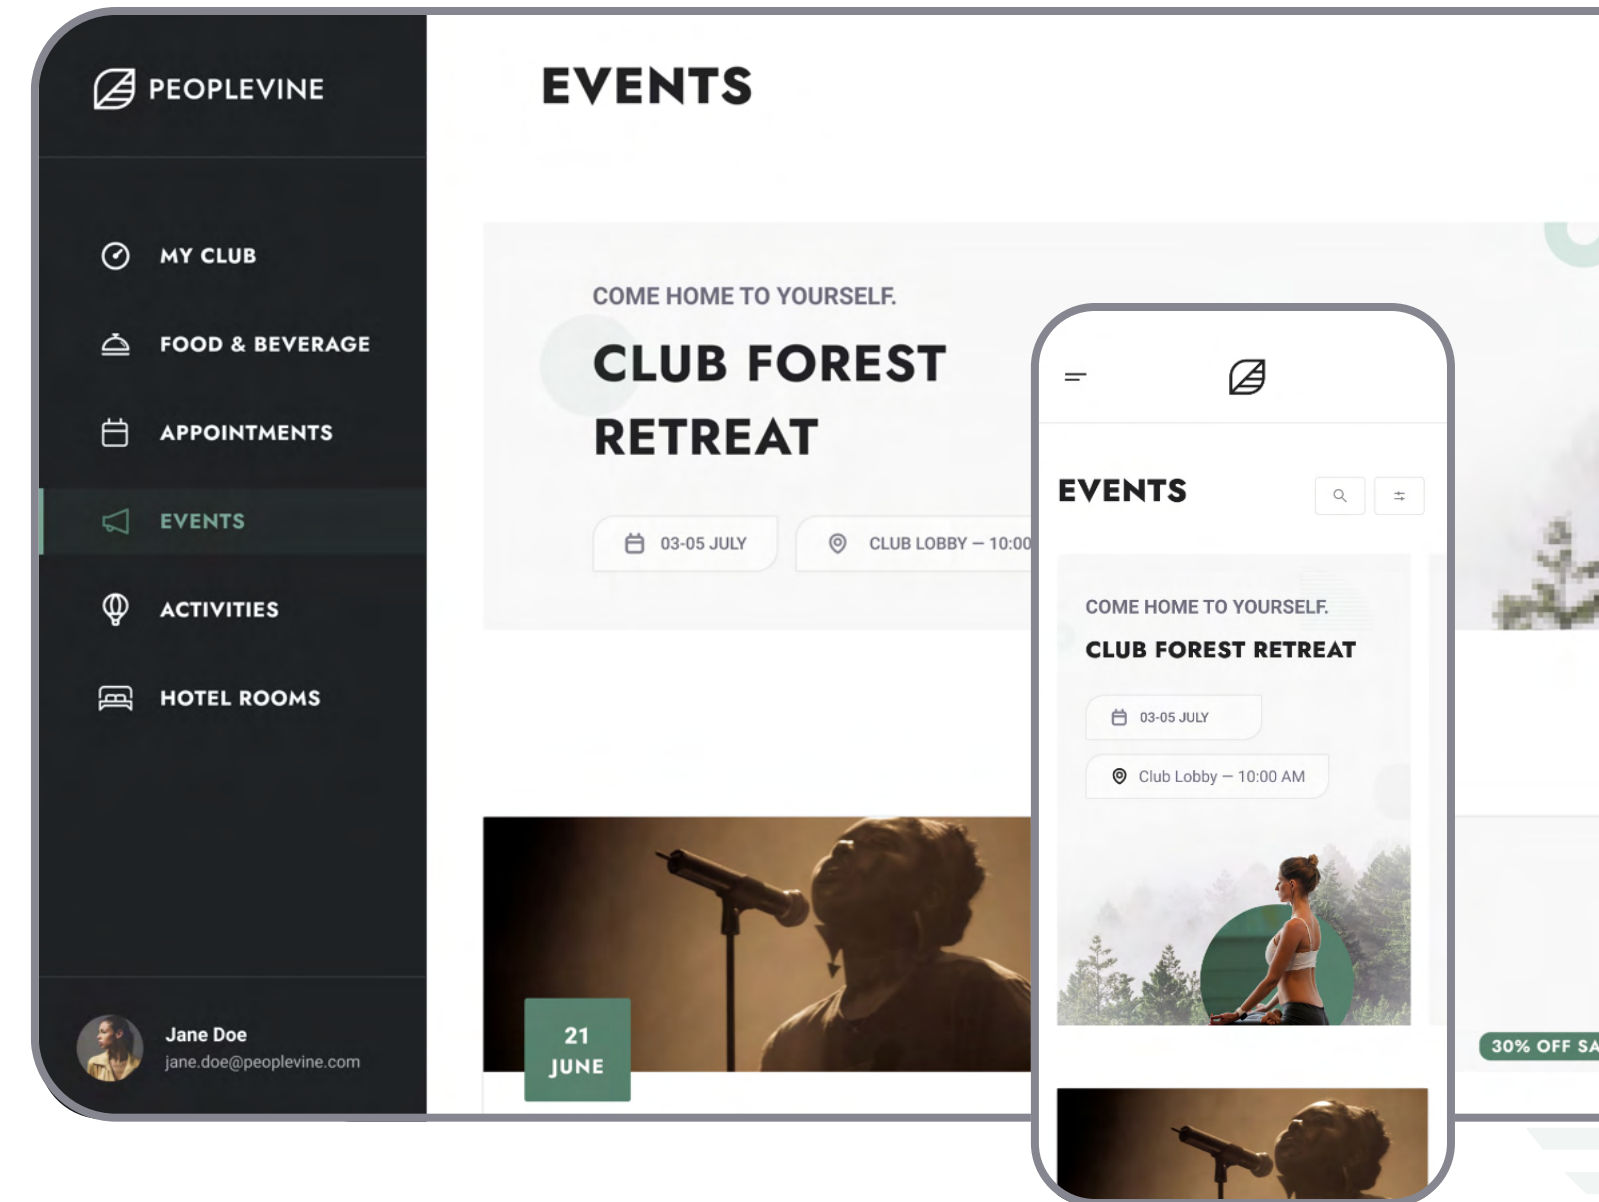 PEOPLEVINE
MY CLUB
FOOD & BEVERAGE
APPOINTMENTS
EVENTS
ACTIVITIES
HOTEL ROOMS
Jane Doe
jane.doe@peoplevine.com
EVENTS
COME HOME TO YOURSELF.
CLUB FOREST
RETREAT
03-05 JULY
CLUB LOBBY — 10:00
21
JUNE
30% OFF SA
EVENTS
COME HOME TO YOURSELF.
CLUB FOREST RETREAT
03-05 JULY
Club Lobby — 10:00 AM